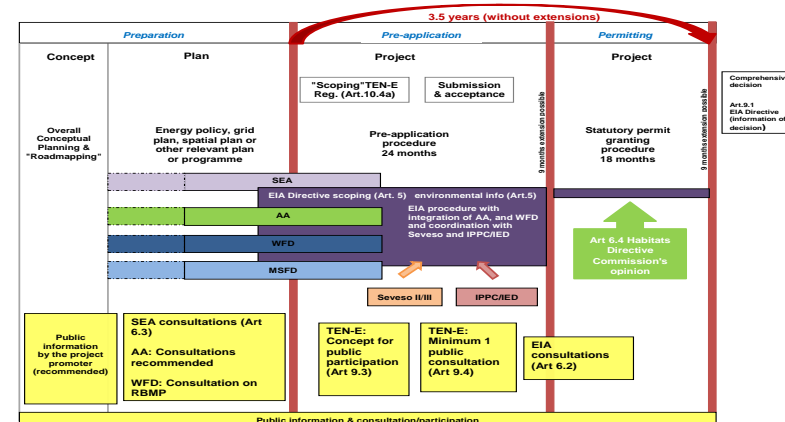 3.5 years (without extensions)
Preparation
Pre-application
Permitting
Concept
Plan
Project
Project
"Scoping"TEN-E
Reg. (Art.10.4a)
Submission
& acceptance
Comprehensive
decision
Art.9.1
EIA Directive
(information of
decision)
Overall
Conceptual
Planning &
"Roadmapping"
Energy policy, grid
plan, spatial plan or
other relevant plan
or programme
Pre-application
procedure
24 months
9 months extension possible
Statutory permit
granting
procedure
18 months
9 months extension possible
SEA
EIA Directive scoping (Art. 5) environmental info (Art.5)
AA
EIA procedure with
integration of AA, and WFD
and coordination with
Seveso and IPPC/IED
WFD
MSFD
Art 6.4 Habitats
Directive
Commission's
opinion
Seveso II/III
IPPC/IED
Public
information
by the project
promoter
(recommended)
SEA consultations (Art
6.3)
AA: Consultations
recommended
WFD: Consultation on
RBMP
TEN-E:
Concept for
public
participation
(Art 9.3)
TEN-E:
Minimum 1
public
consultation
(Art 9.4)
EIA
consultations
(Art 6.2)
Public information & consultation/participation